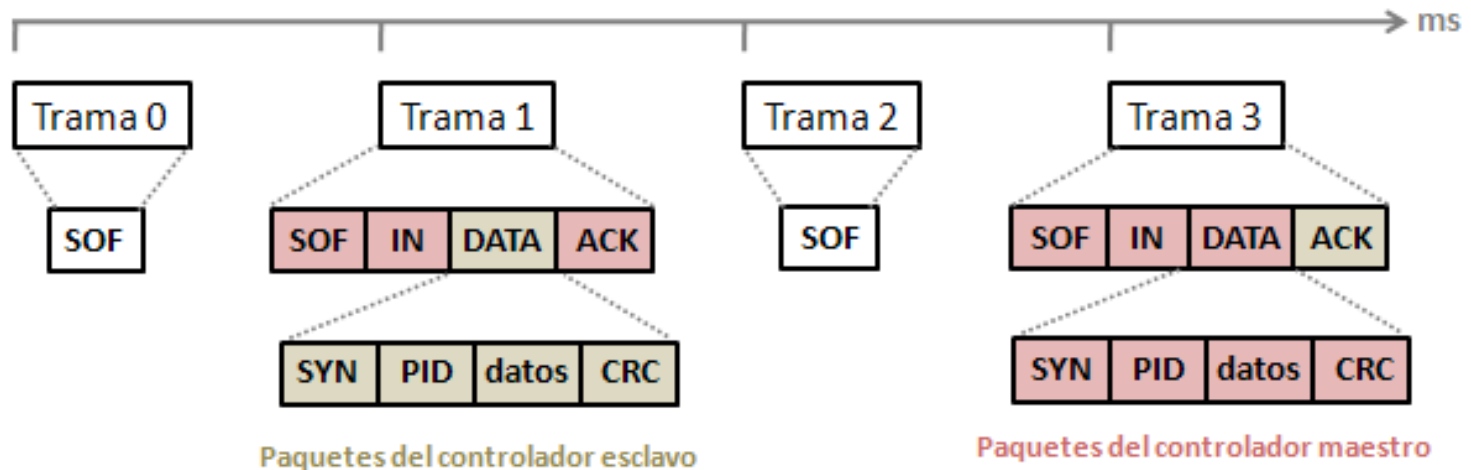 ms
Trama 0 Trama 1 Trama 2 Trama 3
SOF SOF IN DATA ACK SOF SOF IN DATA ACK
SYN PID datos CRC SYN PID datos CRC
Paquetes del controlador esclavo Paquetes del controlador maestro